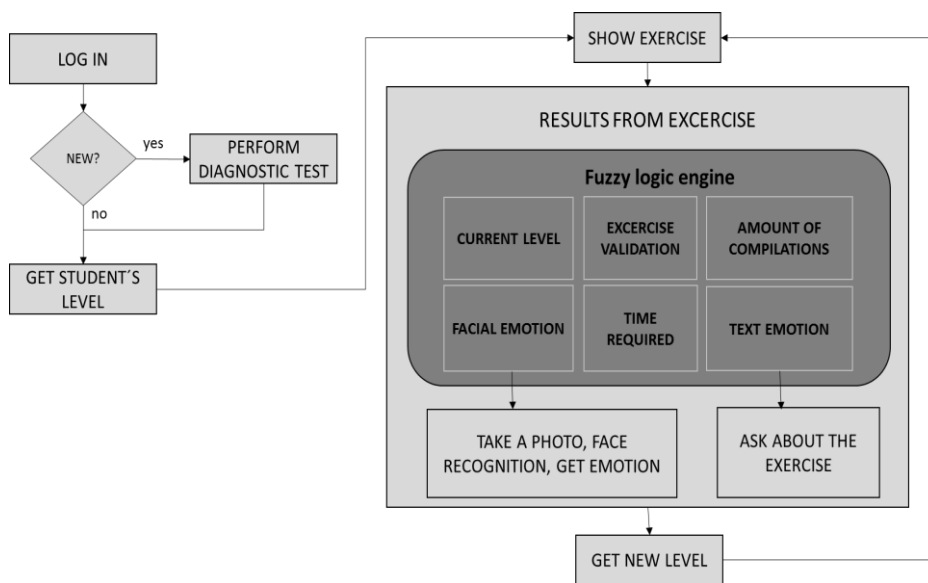 LOG IN
NEW?
yes
no
PERFORM
DIAGNOSTIC TEST
GET STUDENT´S
LEVEL
SHOW EXERCISE
RESULTS FROM EXCERCISE
Fuzzy logic engine
CURRENT LEVEL
EXCERCISE
VALIDATION
AMOUNT OF
COMPILATIONS
FACIAL EMOTION
TIME
REQUIRED
TEXT EMOTION
TAKE A PHOTO, FACE
RECOGNITION, GET EMOTION
ASK ABOUT THE
EXERCISE
GET NEW LEVEL